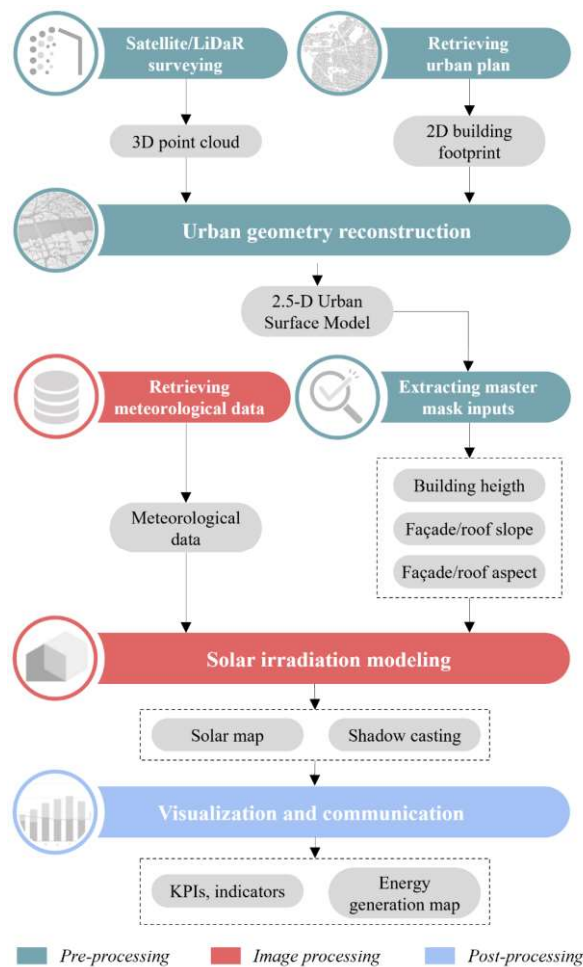 Satellite/LiDaR
surveying
Retrieving
urban plan
3D point cloud
2D building
footprint
Urban geometry reconstruction
2.5-D Urban
Surface Model
Retrieving
meteorological data
Extracting master
mask inputs
Meteorological
data
Building heigth
Façade/roof slope
Façade/roof aspect
Solar irradiation modeling
Solar map
Shadow casting
Visualization and communication
KPIs, indicators
Energy
generation map
Pre-processing
Image processing
Post-processing